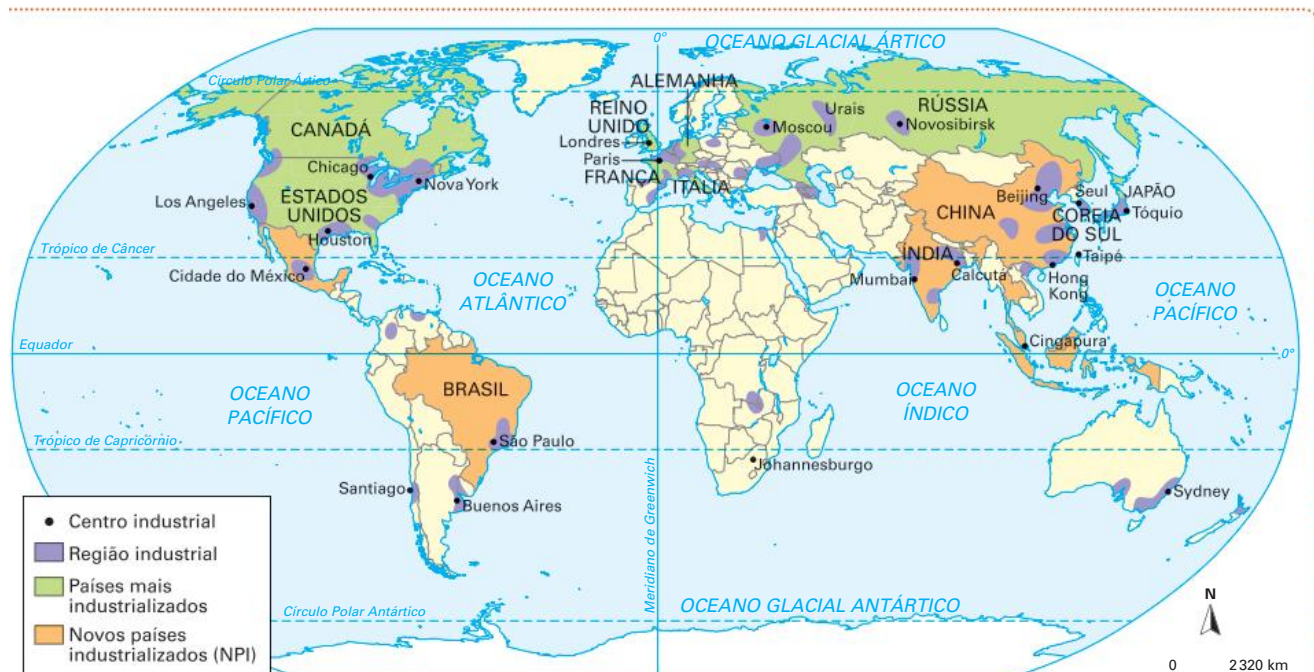 0°
OCEANO GLACIAL ÁRTICO
Círculo Polar Ártico
ALEMANHA
REINO
UNIDO
Urais
RÚSSIA
CANADÁ
Moscou
Novosibirsk
Londres
Chicago
Paris
Nova York
FRANÇA
ITÁLIA
Los Angeles
ESTADOS
UNIDOS
Beijing
Seul
JAPÃO
Tóquio
CHINA
COREIA
DO SUL
Houston
Trópico de Câncer
ÍNDIA
Taipé
Cidade do México
Mumbai
Calcutá
Hong
Kong
OCEANO
ATLÂNTICO
OCEANO
PACÍFICO
Cingapura
Equador
0°
BRASIL
OCEANO
PACÍFICO
OCEANO
ÍNDICO
Trópico de Capricórnio
São Paulo
Johannesburgo
Santiago
Buenos Aires
Sydney
Meridiano de Greenwich
Centro industrial
Região industrial
Países mais
industrializados
Novos países
industrializados (NPI)
Círculo Polar Antártico
OCEANO GLACIAL ANTÁRTICO
N
0 2 320 km